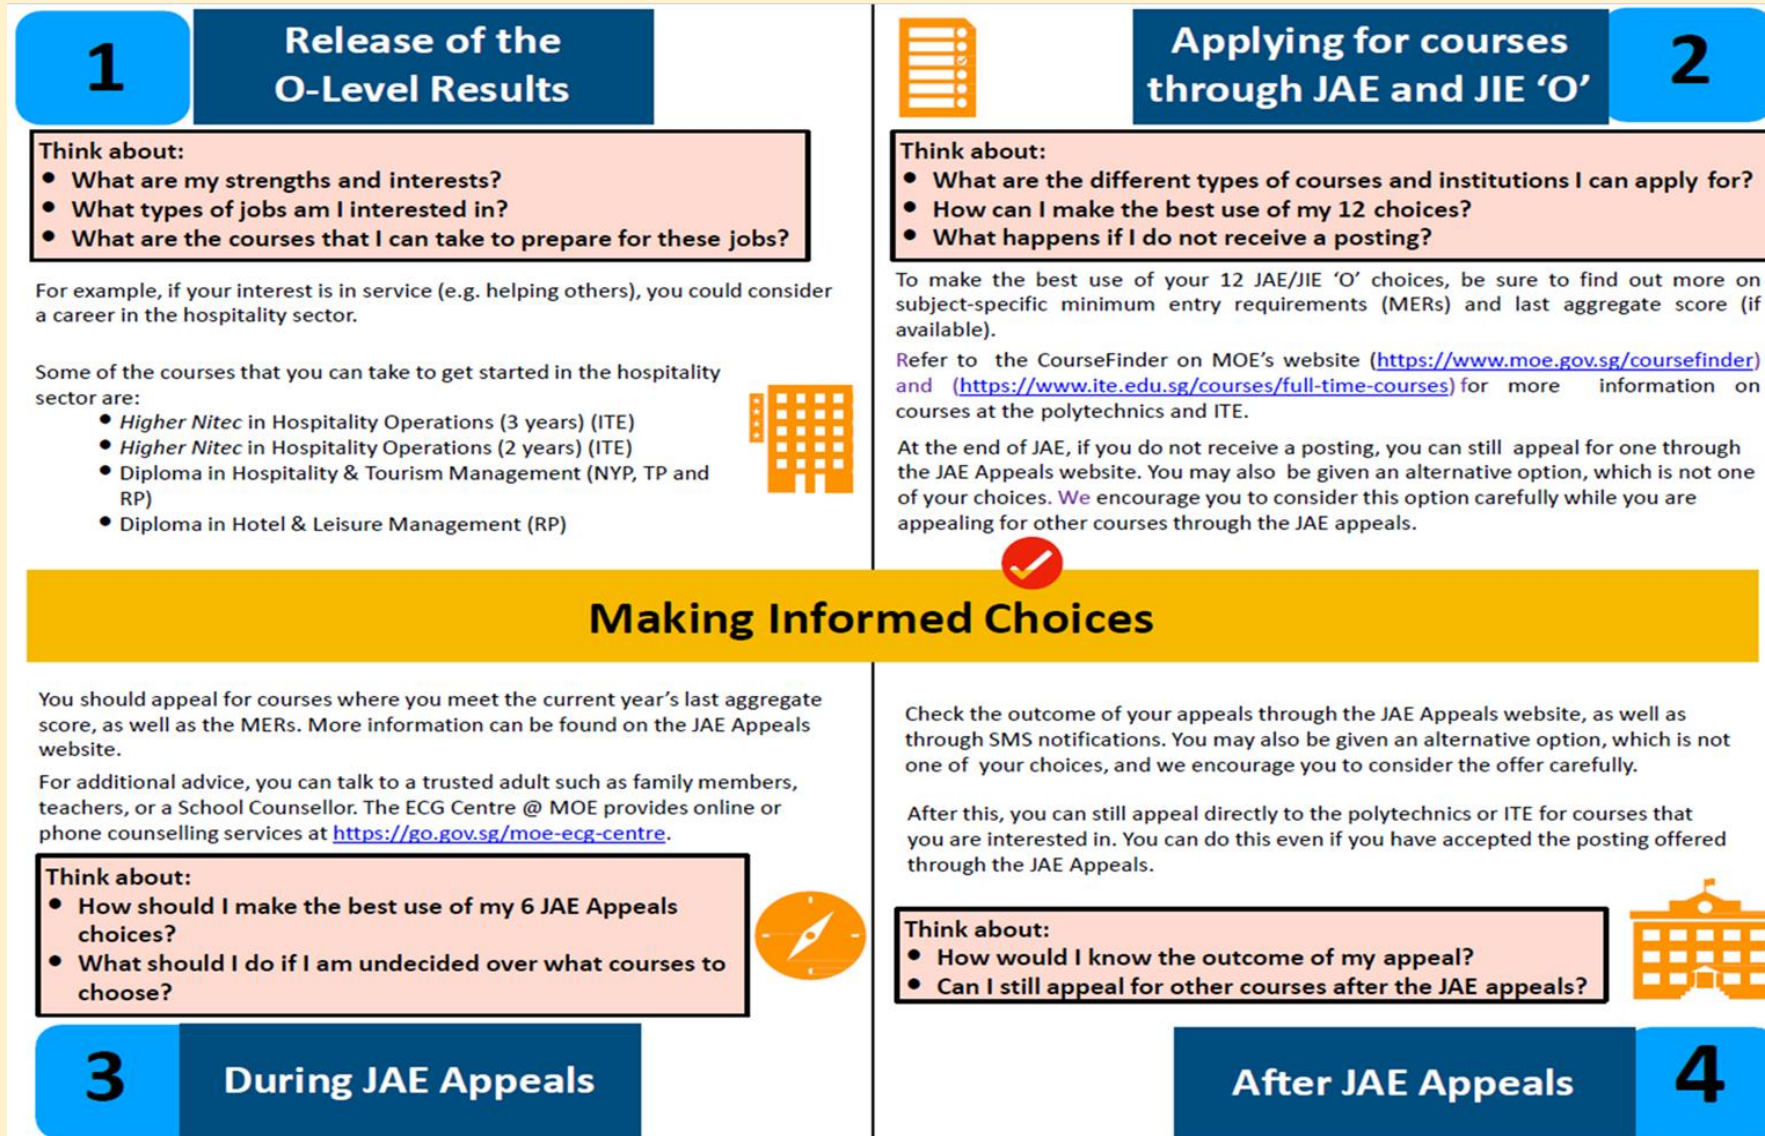 1
Release of the
O-Level Results
Think about:
• What are my strengths and interests?
• What types of jobs am I interested in?
• What are the courses that I can take to prepare for these jobs?
For example, if your interest is in service (e.g. helping others), you could consider
a career in the hospitality sector.
Some of the courses that you can take to get started in the hospitality
sector are:
• Higher Nitec in Hospitality Operations (3 years) (ITE)
• Higher Nitec in Hospitality Operations (2 years) (ITE)
• Diploma in Hospitality & Tourism Management (NYP, TP and
RP)
• Diploma in Hotel & Leisure Management (RP)
Applying for courses
through JAE and JIE ‘O’
2
Think about:
• What are the different types of courses and institutions I can apply for?
• How can I make the best use of my 12 choices?
• What happens if I do not receive a posting?
To make the best use of your 12 JAE/JIE ‘O’ choices, be sure to find out more on
subject-specific minimum entry requirements (MERs) and last aggregate score (if
available).
Refer to the CourseFinder on MOE’s website (https://www.moe.gov.sg/coursefinder)
and (https://www.ite.edu.sg/courses/full-time-courses) for more information on
courses at the polytechnics and ITE.
At the end of JAE, if you do not receive a posting, you can still appeal for one through
the JAE Appeals website. You may also be given an alternative option, which is not one
of your choices. We encourage you to consider this option carefully while you are
appealing for other courses through the JAE appeals.
Making Informed Choices
You should appeal for courses where you meet the current year’s last aggregate
score, as well as the MERs. More information can be found on the JAE Appeals
website.
For additional advice, you can talk to a trusted adult such as family members,
teachers, or a School Counsellor. The ECG Centre @ MOE provides online or
phone counselling services at https://go.gov.sg/moe-ecg-centre.
Think about:
• How should I make the best use of my 6 JAE Appeals
choices?
• What should I do if I am undecided over what courses to
choose?
3
During JAE Appeals
Check the outcome of your appeals through the JAE Appeals website, as well as
through SMS notifications. You may also be given an alternative option, which is not
one of your choices, and we encourage you to consider the offer carefully.
After this, you can still appeal directly to the polytechnics or ITE for courses that
you are interested in. You can do this even if you have accepted the posting offered
through the JAE Appeals.
Think about:
• How would I know the outcome of my appeal?
• Can I still appeal for other courses after the JAE appeals?
After JAE Appeals
4